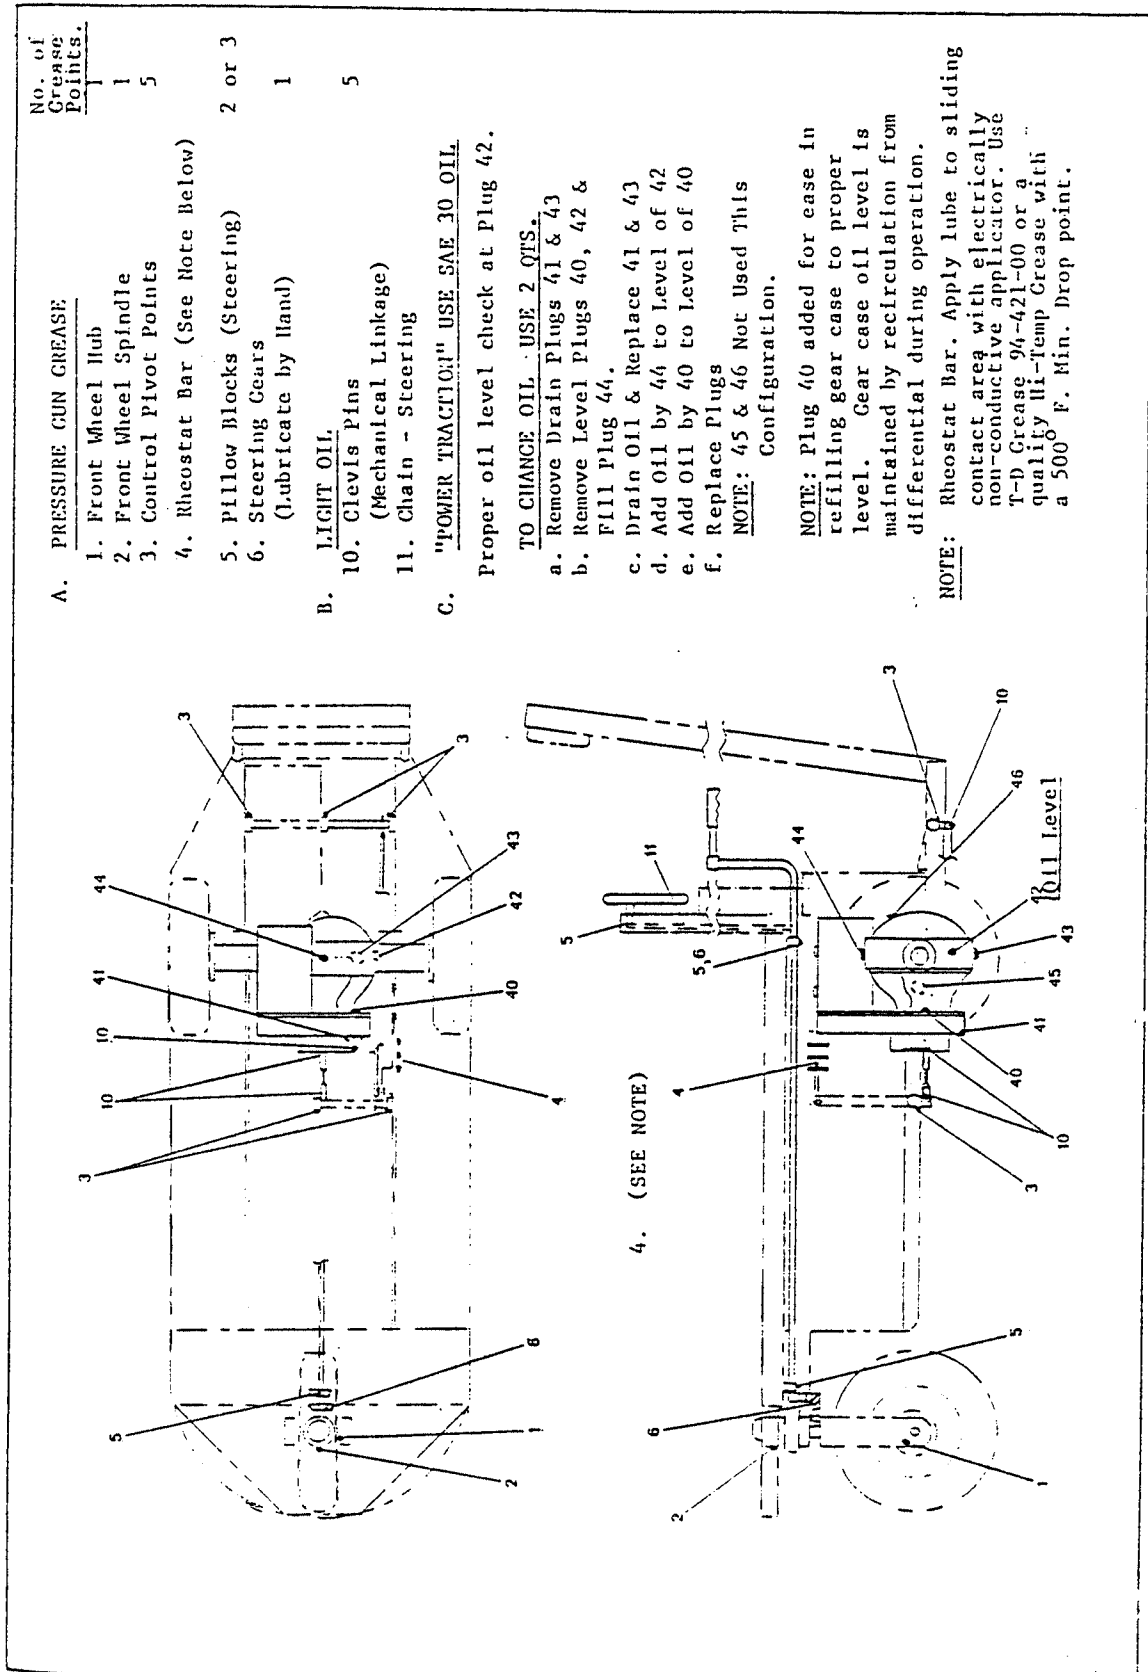 No. of
Grease
Points.
A. PRESSURE GUN GREASE
1. Front Wheel Hub 1
2. Front Wheel Spindle 1
3. Control Pivot Points 5
4. Rheostat Bar (See Note Below)
5. Pillow Blocks (Steering) 2 or 3
6. Steering Gears
(Lubricate by Hand) 1
B. LIGHT OIL
10. Clevis Pins 5
(Mechanical Linkage)
11. Chain - Steering
C. "POWER TRACTION" USE SAE 30 OIL
Proper oil level check at Plug 42.
TO CHANGE OIL USE 2 QTS.
a. Remove Drain Plugs 41 & 43
b. Remove Level Plugs 40, 42 &
Fill Plug 44.
c. Drain Oil & Replace 41 & 43
d. Add Oil by 44 to Level of 42
e. Add Oil by 40 to Level of 40
f. Replace Plugs
NOTE: 45 & 46 Not Used This
Configuration.
NOTE: Plug 40 added for ease in
refilling gear case to proper
level. Gear case oil level is
maintained by recirculation from
differential during operation.
NOTE: Rheostat Bar. Apply lube to sliding
contact area with electrically
non-conductive applicator. Use
T-D Grease 94-421-00 or a
quality Hi-Temp Grease with
a 500° F. Min. Drop point.
3
3
44
43
42
41
40
10
10
4
3
5
6
1
2
4. (SEE NOTE)
3
10
46
44
11
5
5,6
42
Oil Level
43
45
41
40
4
10
3
5
6
2
1